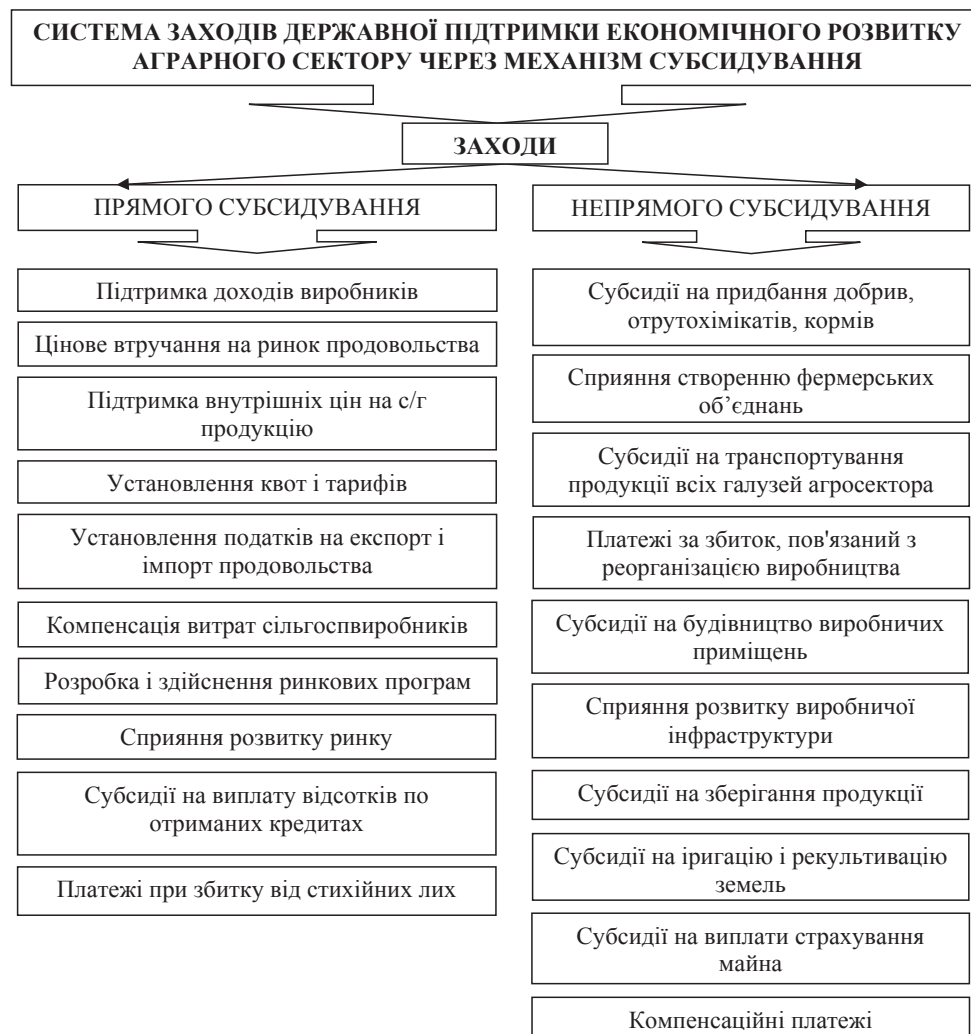 СИСТЕМА ЗАХОДІВ ДЕРЖАВНОЇ ПІДТРИМКИ ЕКОНОМІЧНОГО РОЗВИТКУ
АГРАРНОГО СЕКТОРУ ЧЕРЕЗ МЕХАНІЗМ СУБСИДУВАННЯ
ЗАХОДИ
ПРЯМОГО СУБСИДУВАННЯ
Підтримка доходів виробників
Цінове втручання на ринок продовольства
Підтримка внутрішніх цін на с/г
продукцію
Установлення квот і тарифів
Установлення податків на експорт і
імпорт продовольства
Компенсація витрат сільгоспвиробників
Розробка і здійснення ринкових програм
Сприяння розвитку ринку
Субсидії на виплату відсотків по
отриманих кредитах
Платежі при збитку від стихійних лих
НЕПРЯМОГО СУБСИДУВАННЯ
Субсидії на придбання добрив,
отрутохімікатів, кормів
Сприяння створенню фермерських
об’єднань
Субсидії на транспортування
продукції всіх галузей агросектора
Платежі за збиток, пов'язаний з
реорганізацією виробництва
Субсидії на будівництво виробничих
приміщень
Сприяння розвитку виробничої
інфраструктури
Субсидії на зберігання продукції
Субсидії на іригацію і рекультивацію
земель
Субсидії на виплати страхування
майна
Компенсаційні платежі